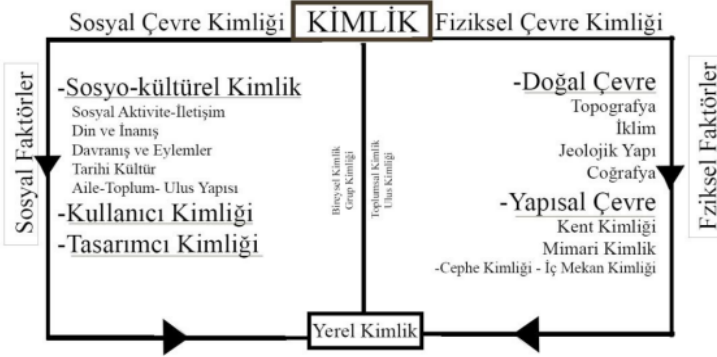 Sosyal Çevre Kimliği
KİMLİK
Fiziksel Çevre Kimliği
Sosyal Faktörler
-Sosyo-kültürel Kimlik
Sosyal Aktivite-İletişim
Din ve İnanış
Davranış ve Eylemler
Tarihi Kültür
Aile-Toplum- Ulus Yapısı
-Kullanıcı Kimliği
-Tasarımcı Kimliği
Bireysel Kimlik
Grup Kimliği
Toplumsal Kimlik
Ulus Kimliği
-Doğal Çevre
Topografya
İklim
Jeolojik Yapı
Coğrafya
-Yapısal Çevre
Kent Kimliği
Mimari Kimlik
-Cephe Kimliği - İç Mekan Kimliği
Fziksel Faktörler
Yerel Kimlik